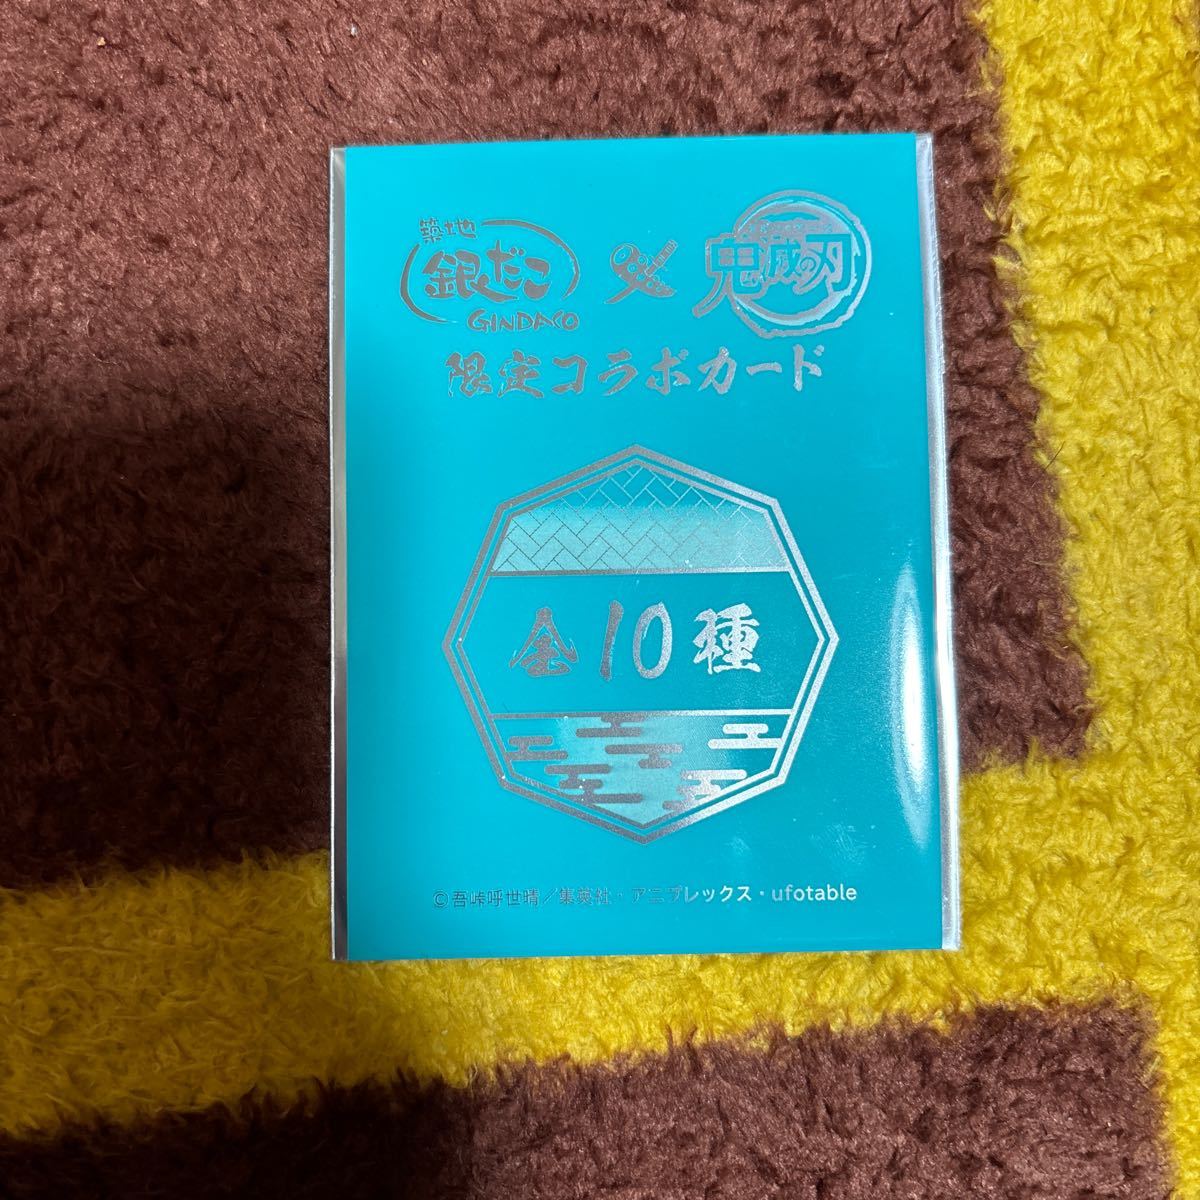 築地
銀だこ
GINDACO
鬼滅の刃
限定コラボカード
全10種
©吾峠呼世晴/集英社・アニプレックス・ufotable